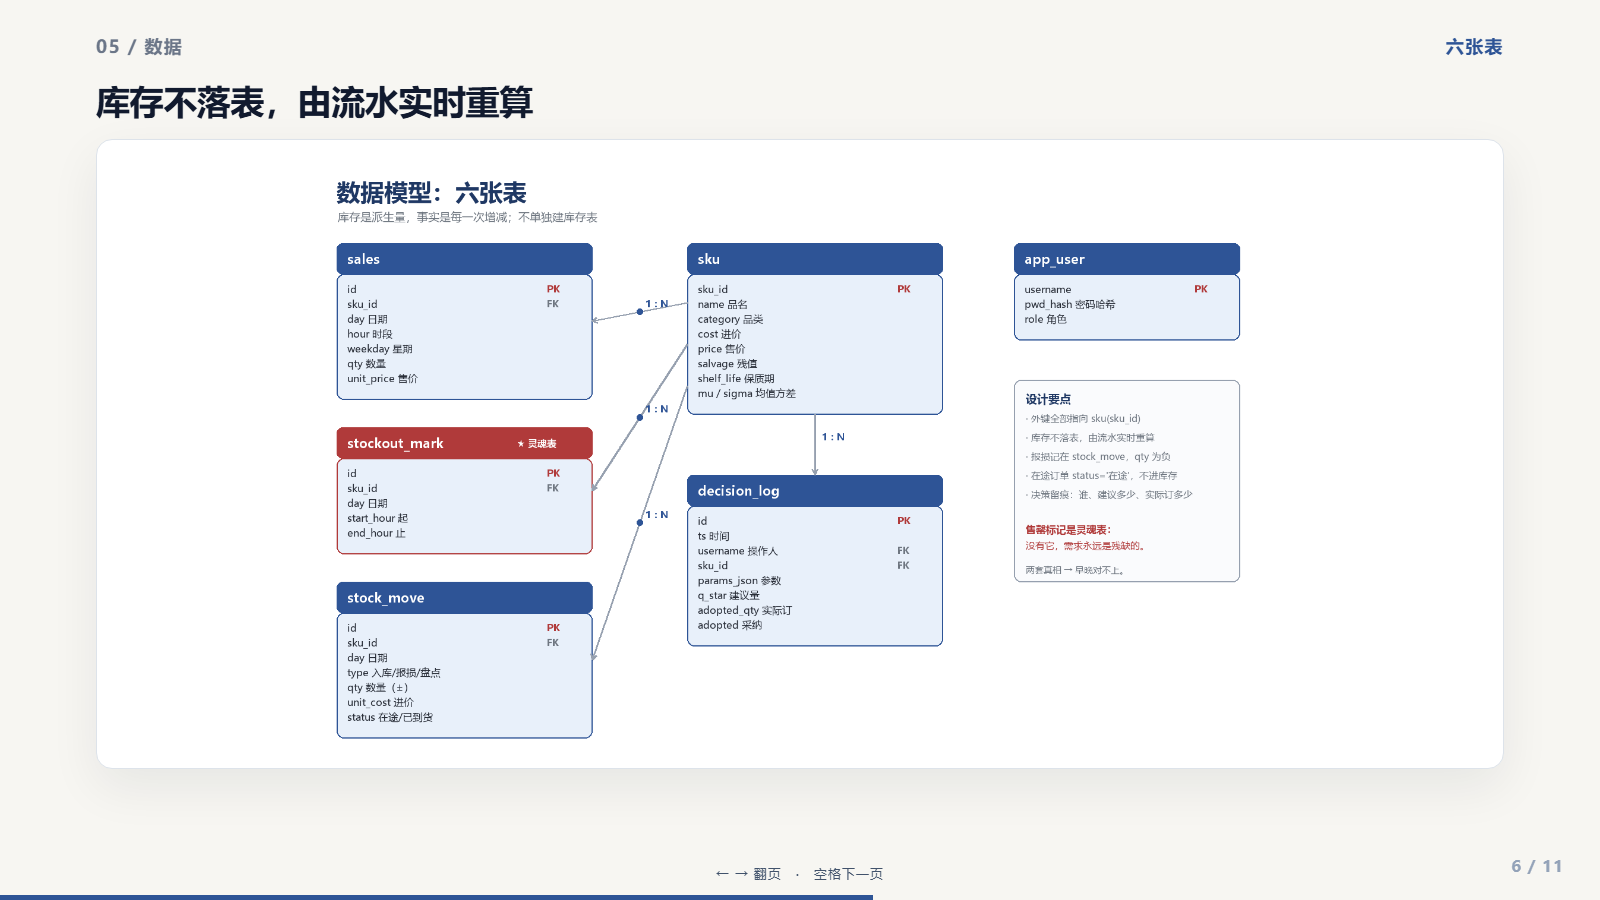 05 / 数据
六张表
库存不落表，由流水实时重算
数据模型：六张表
库存是派生量，事实是每一次增减；不单独建库存表
sales
id PK
sku_id FK
day 日期
hour 时段
weekday 星期
qty 数量
unit_price 售价
stockout_mark ★ 灵魂表
id PK
sku_id FK
day 日期
start_hour 起
end_hour 止
stock_move
id PK
sku_id FK
day 日期
type 入库/报损/盘点
qty 数量（±）
unit_cost 进价
status 在途/已到货
1 : N
1 : N
1 : N
sku
sku_id PK
name 品名
category 品类
cost 进价
price 售价
salvage 残值
shelf_life 保质期
mu / sigma 均值方差
1 : N
decision_log
id PK
ts 时间
username 操作人 FK
sku_id FK
params_json 参数
q_star 建议量
adopted_qty 实际订
adopted 采纳
app_user
username PK
pwd_hash 密码哈希
role 角色
设计要点
· 外键全部指向 sku(sku_id)
· 库存不落表，由流水实时重算
· 报损记在 stock_move，qty 为负
· 在途订单 status='在途'，不进库存
· 决策留痕：谁、建议多少、实际订多少
售罄标记是灵魂表：
没有它，需求永远是残缺的。
两套真相 → 早晚对不上。
← → 翻页 · 空格下一页
6 / 11